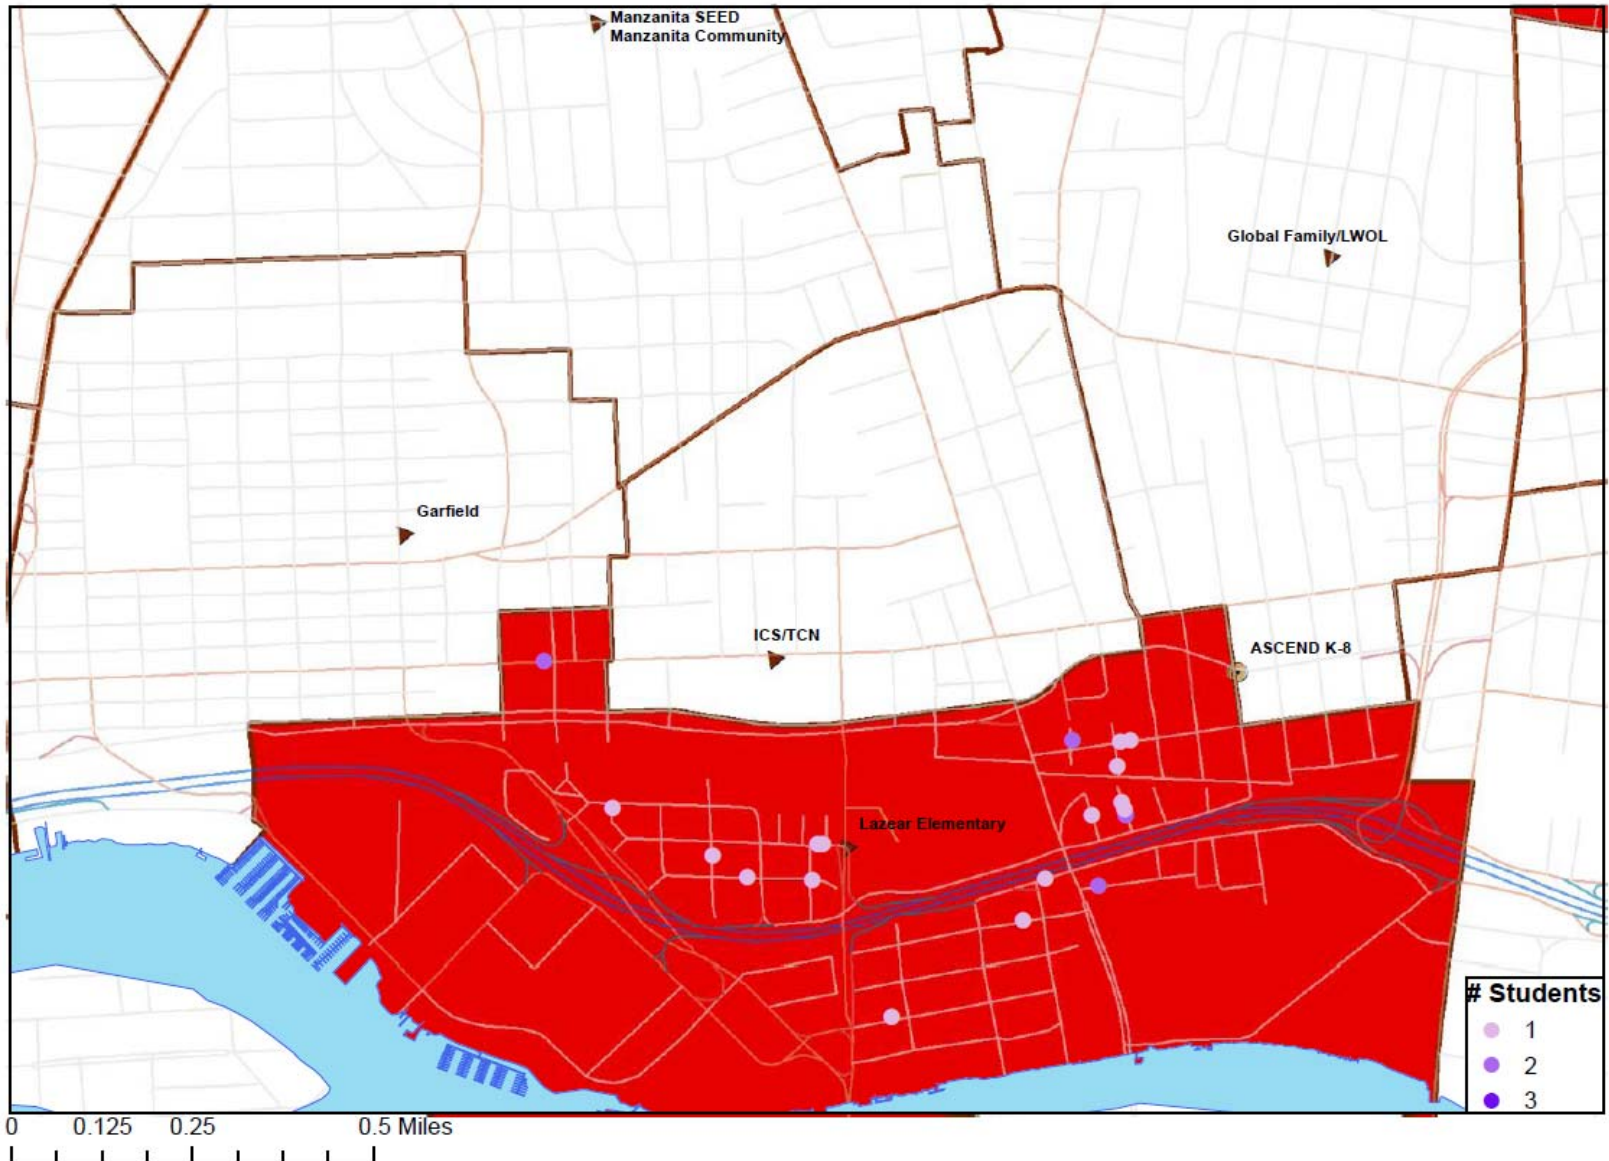 Manzanita SEED
Manzanita Community
Global Family/LWOL
Garfield
ICS/TCN
ASCEND K-8
Lazear Elementary
# Students
1
2
3
0 0.125 0.25 0.5 Miles